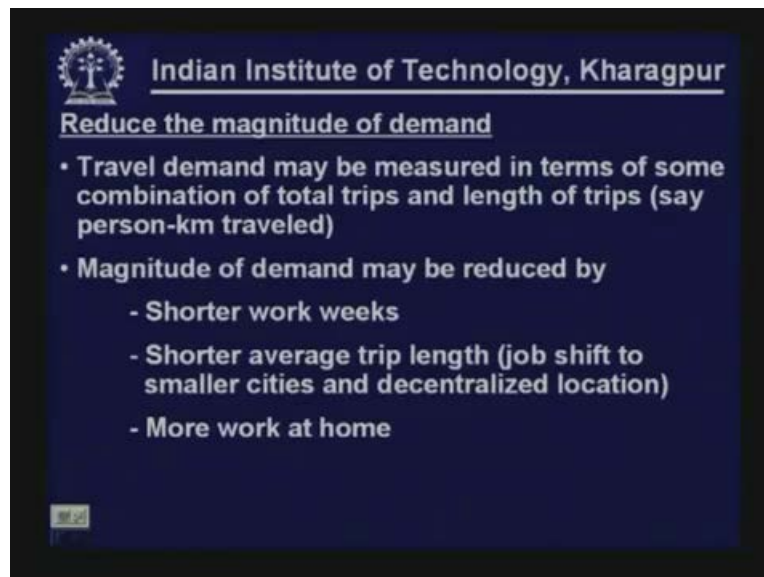 Indian Institute of Technology, Kharagpur
Reduce the magnitude of demand
• Travel demand may be measured in terms of some
combination of total trips and length of trips (say
person-km traveled)
• Magnitude of demand may be reduced by
- Shorter work weeks
- Shorter average trip length (job shift to
smaller cities and decentralized location)
- More work at home